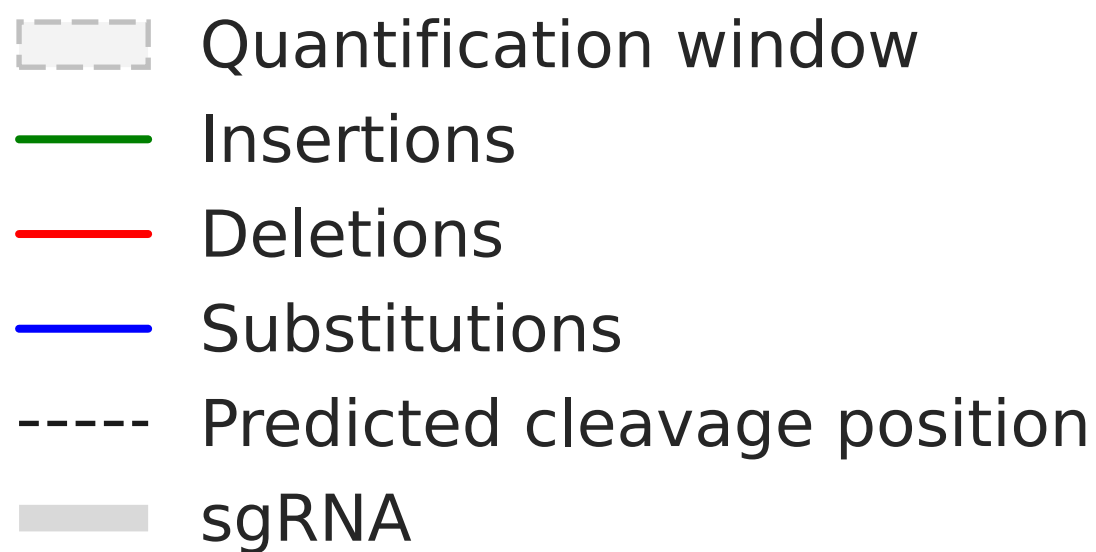 Quantification window
Insertions
Deletions
Substitutions
Predicted cleavage position
sgRNA